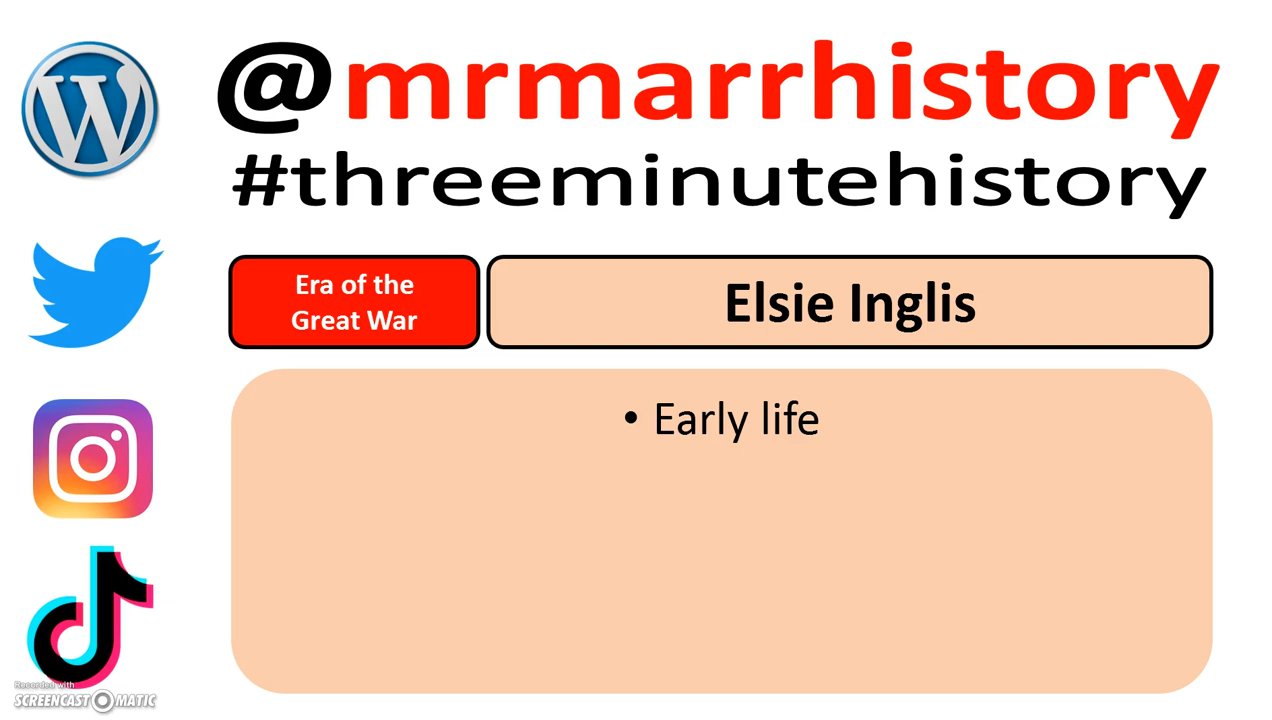 @mrmarrhistory
#threeminutehistory
Era of the
Great War
Elsie Inglis
• Early life
Recorded with
SCREENCAST O MATIC